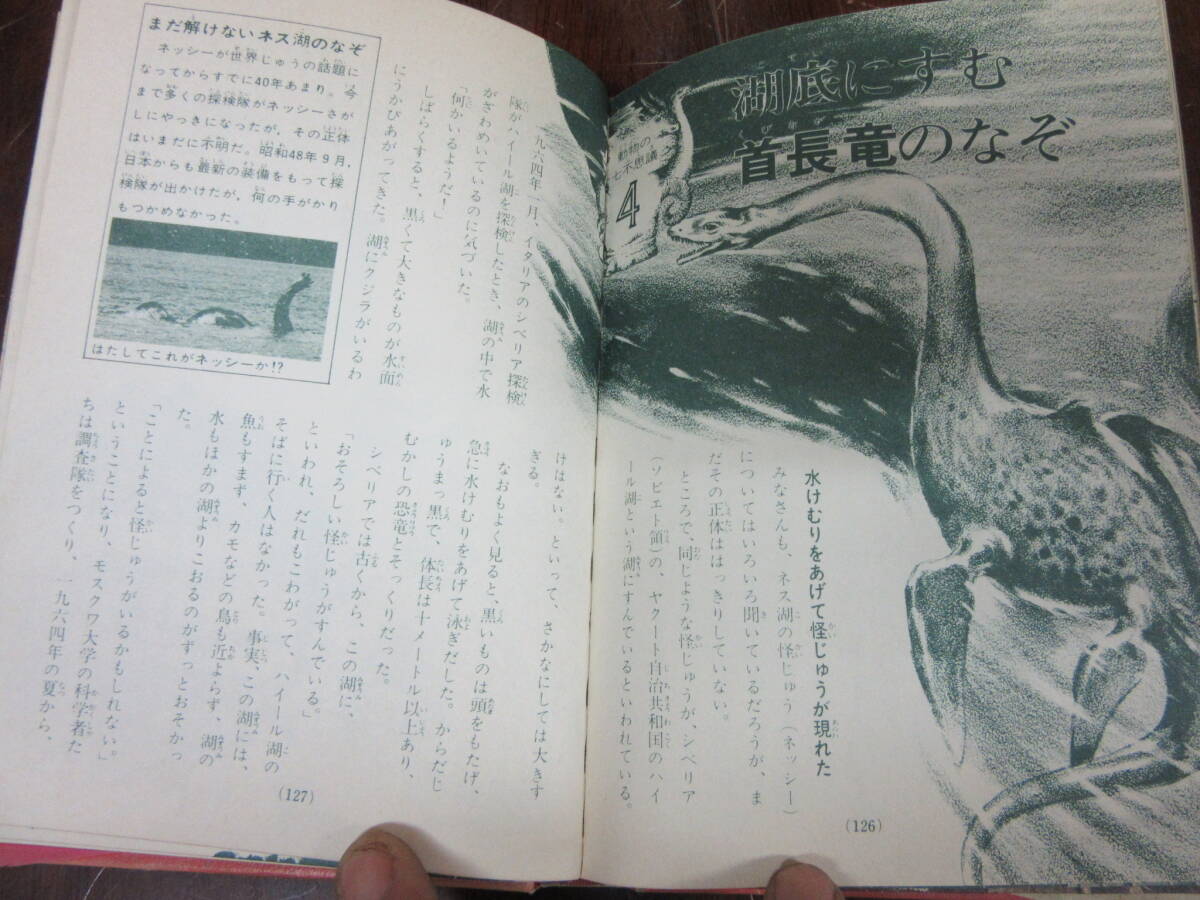 湖底にすむ
首長竜のなぞ
動物の
七不思議
4
水けむりをあげて怪じゅうが現れた
みなさんも、ネス湖の怪じゅう（ネッシー）
についてはいろいろ聞いているだろうが、ま
だその正体ははっきりしていない。
ところで、同じような怪じゅうが、シベリア
（ソビエト領）の、ヤクート自治共和国のハイ
ール湖という湖にすんでいるといわれている。
(126)
一九六四年一月、イタリアのシベリア探検
隊がハイール湖を探検したとき、湖の中で水
がざわめいているのに気づいた。
「何かいるようだ！」
しばらくすると、黒くて大きなものが水面
にうかびあがってきた。湖にクジラがいるわ
けはない。といって、さかなにしては大きす
ぎる。
なおもよく見ると、黒いものは頭をもたげ、
急に水けむりをあげて泳ぎだした。からだじ
ゅうまっ黒で、体長は十メートル以上あり、
むかしの恐竜とそっくりだった。
シベリアでは古くから、この湖に、
「おそろしい怪じゅうがすんでいる」
といわれ、だれもこわがって、ハイール湖の
そばに行く人はなかった。事実、この湖には、
魚もすまず、カモなどの鳥も近よらず、湖の
水もほかの湖よりこおるのがずっとおそかっ
た。
「ことによると怪じゅうがいるかもしれない。」
ということになり、モスクワ大学の科学者た
ちは調査隊をつくり、一九六四年の夏から、
(127)
まだ解けないネス湖のなぞ
ネッシーが世界じゅうの話題に
なってからすでに40年あまり。今
まで多くの探検隊がネッシーさが
しにやっきになったが，その正体
はいまだに不明だ。昭和48年9月，
日本からも最新の装備をもって探
検隊が出かけたが，何の手がかり
もつかめなかった。
はたしてこれがネッシーか!?